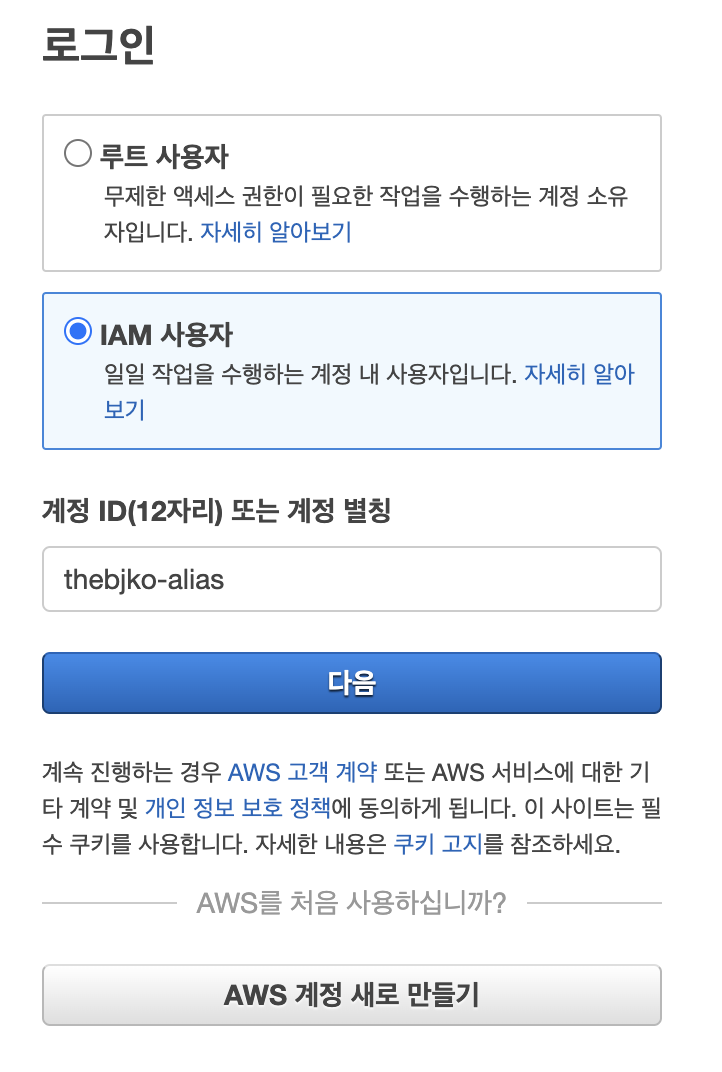 로그인
루트 사용자
무제한 액세스 권한이 필요한 작업을 수행하는 계정 소유
자입니다. 자세히 알아보기
IAM 사용자
일일 작업을 수행하는 계정 내 사용자입니다. 자세히 알아
보기
계정 ID(12자리) 또는 계정 별칭
thebjko-alias
다음
계속 진행하는 경우 AWS 고객 계약 또는 AWS 서비스에 대한 기
타 계약 및 개인 정보 보호 정책에 동의하게 됩니다. 이 사이트는 필
수 쿠키를 사용합니다. 자세한 내용은 쿠키 고지를 참조하세요.
AWS를 처음 사용하십니까?
AWS 계정 새로 만들기